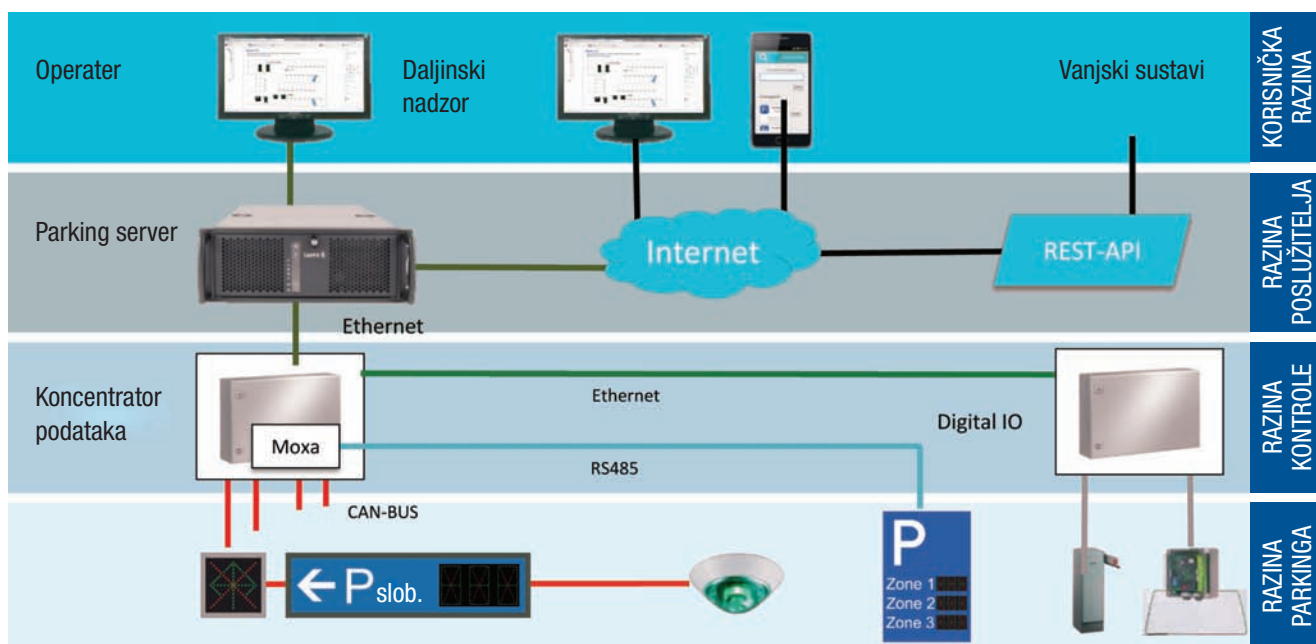 Operater
Daljinski
nadzor
Vanjski sustavi
KORISNIČKA
RAZINA
Parking server
Internet
REST-API
RAZINA
POSLUŽITELJA
Ethernet
Koncentrator
podataka
Moxa
Ethernet
RS485
Digital IO
RAZINA
KONTROLE
CAN-BUS
P slob.
P
Zone 1
Zone 2
Zone 3
RAZINA
PARKINGA